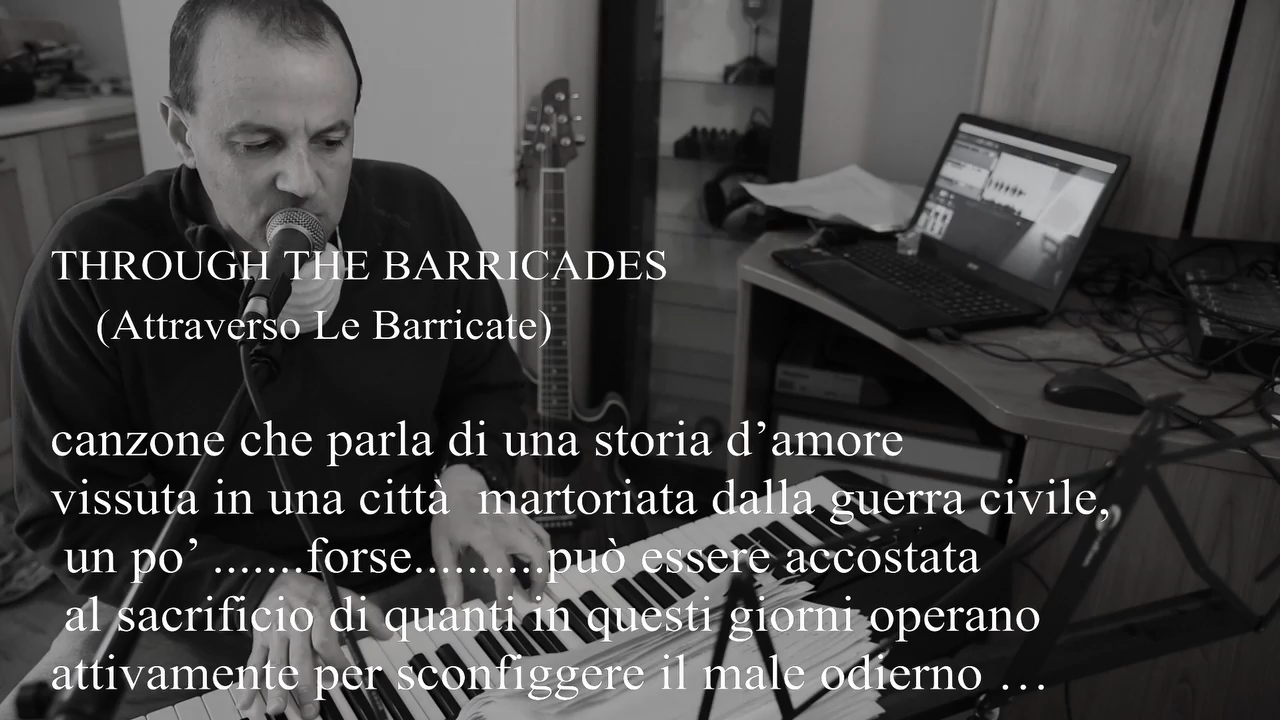 THROUGH THE BARRICADES
(Attraverso Le Barricate)
canzone che parla di una storia d’amore
vissuta in una città martoriata dalla guerra civile,
un po’ .......forse..........può essere accostata
al sacrificio di quanti in questi giorni operano
attivamente per sconfiggere il male odierno …